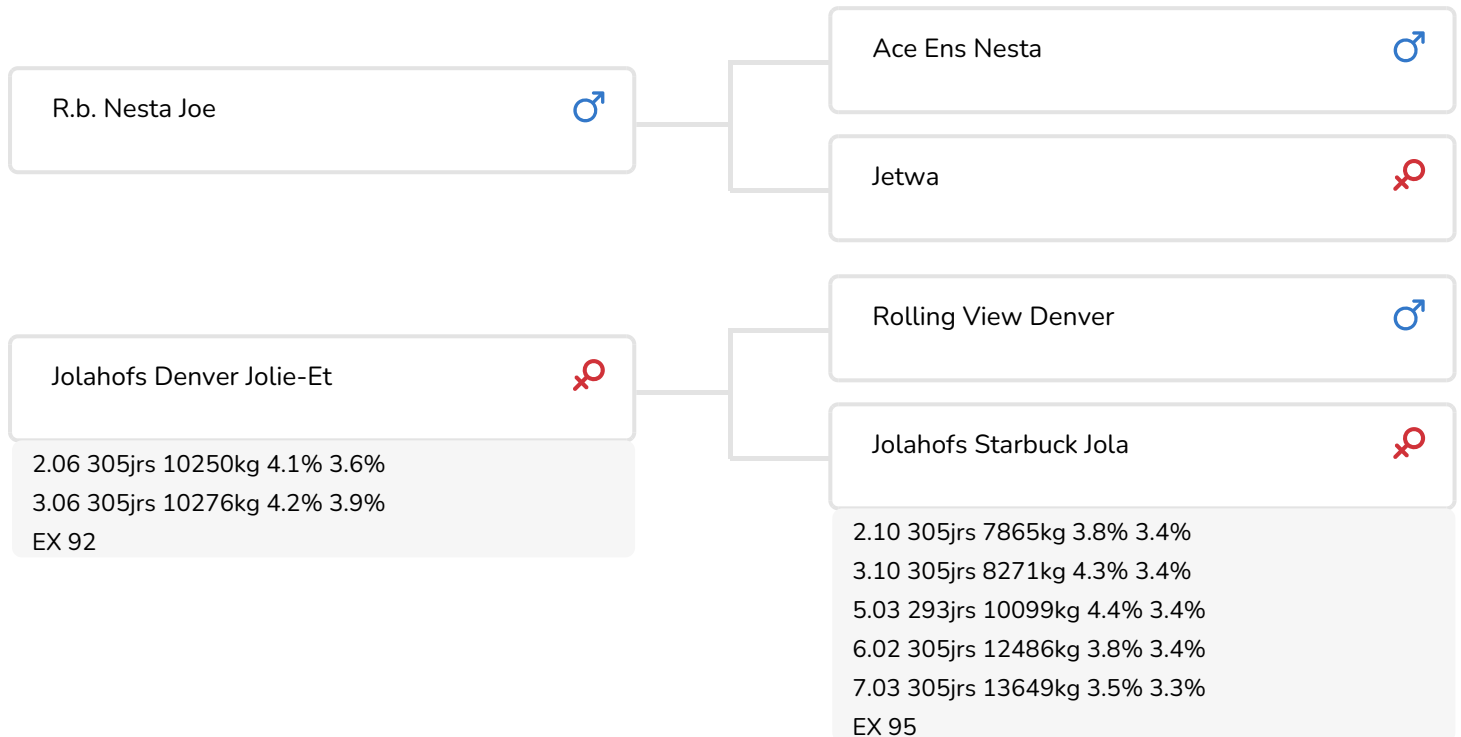 R.b. Nesta Joe
Ace Ens Nesta
Jetwa
Jolahofs Denver Jolie-Et
2.06 305jrs 10250kg 4.1% 3.6%
3.06 305jrs 10276kg 4.2% 3.9%
EX 92
Rolling View Denver
Jolahofs Starbuck Jola
2.10 305jrs 7865kg 3.8% 3.4%
3.10 305jrs 8271kg 4.3% 3.4%
5.03 293jrs 10099kg 4.4% 3.4%
6.02 305jrs 12486kg 3.8% 3.4%
7.03 305jrs 13649kg 3.5% 3.3%
EX 95